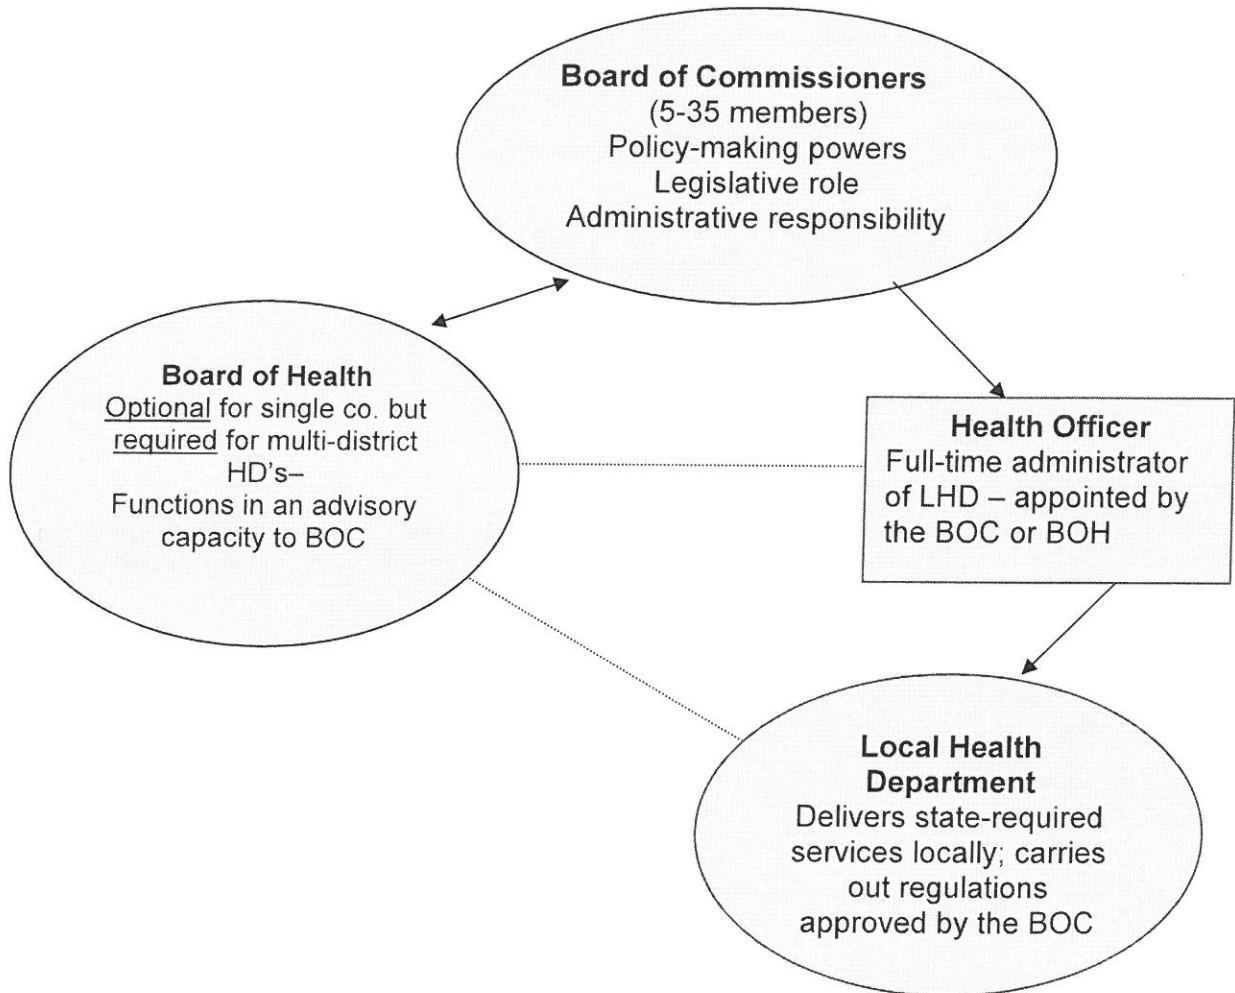 Board of Commissioners
(5-35 members)
Policy-making powers
Legislative role
Administrative responsibility
Board of Health
Optional for single co. but
required for multi-district
HD's–
Functions in an advisory
capacity to BOC
Health Officer
Full-time administrator
of LHD – appointed by
the BOC or BOH
Local Health
Department
Delivers state-required
services locally; carries
out regulations
approved by the BOC